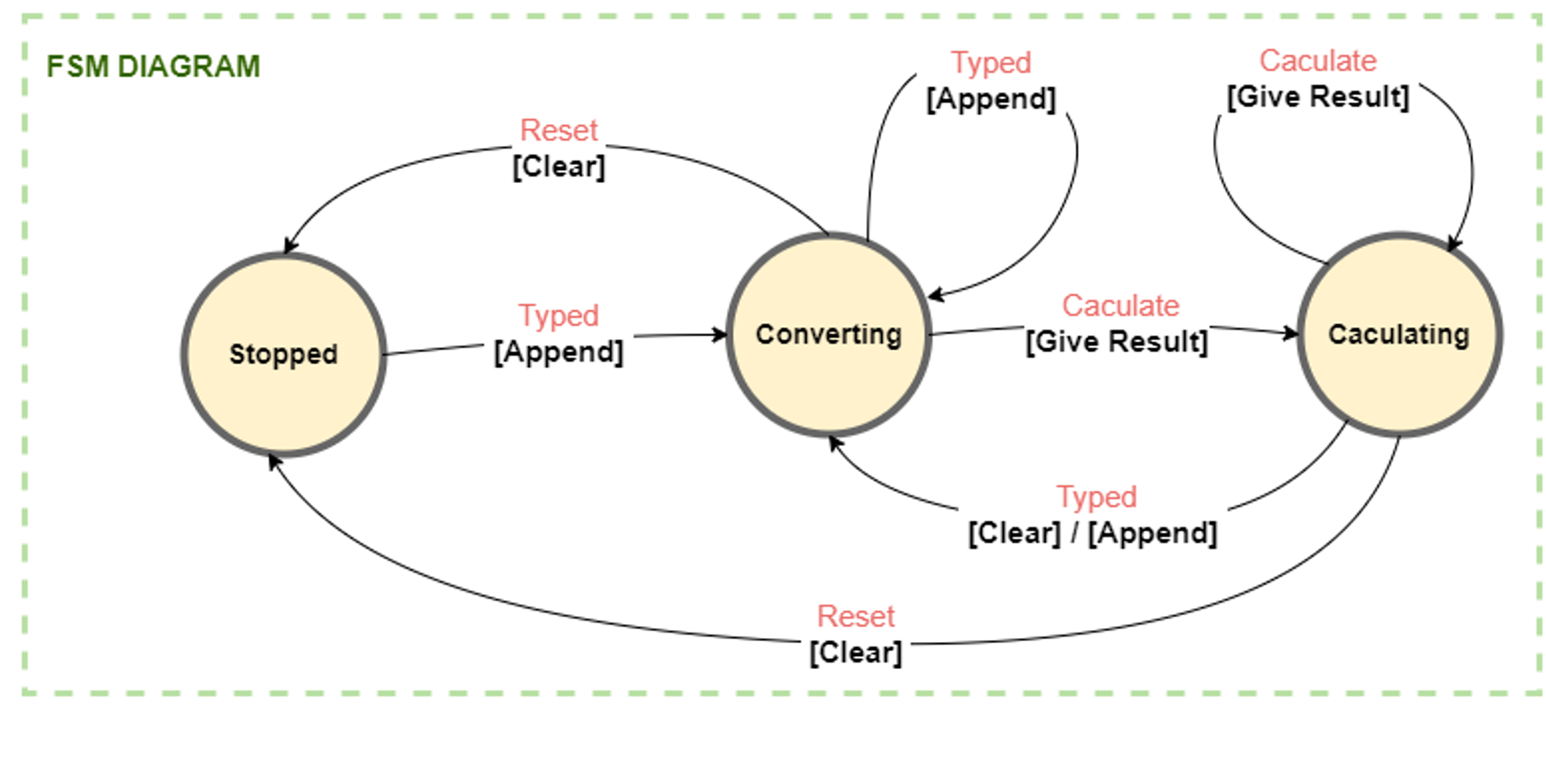 FSM DIAGRAM
Typed
[Append]
Caculate
[Give Result]
Reset
[Clear]
Typed
[Append]
Caculate
[Give Result]
Stopped
Converting
Caculating
Typed
[Clear] / [Append]
Reset
[Clear]